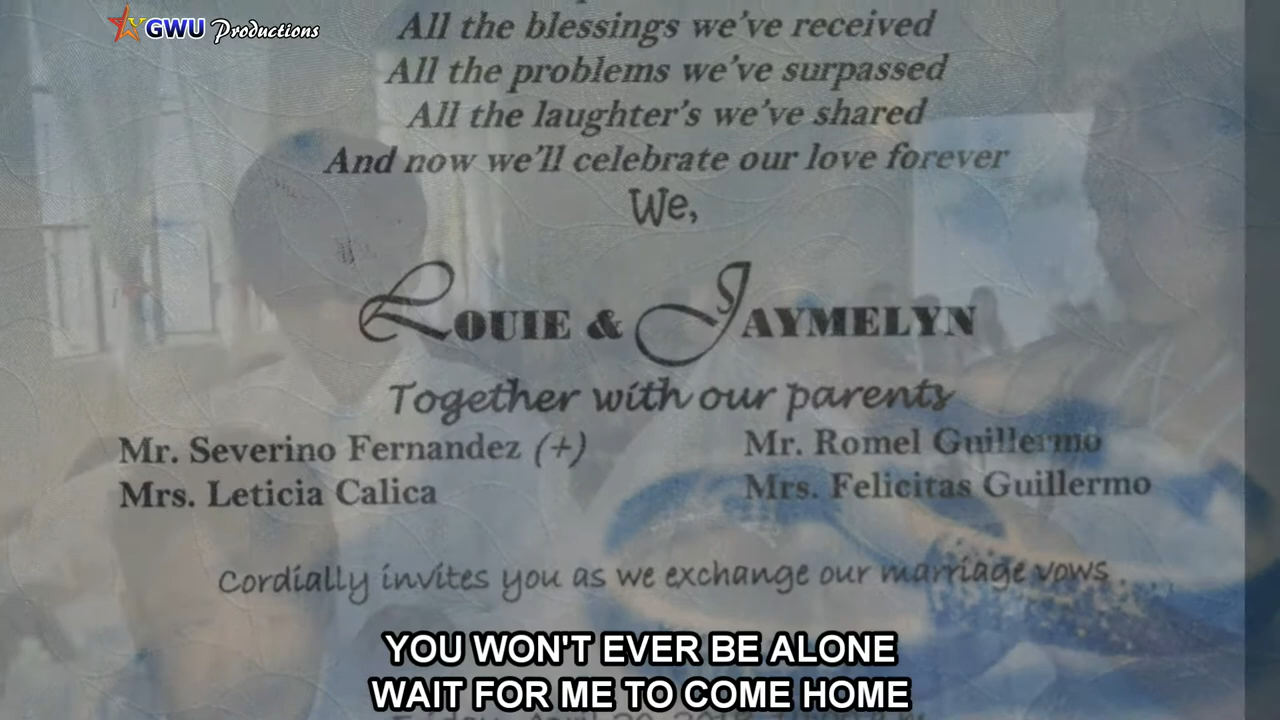 GWU Productions
All the blessings we've received
All the problems we've surpassed
All the laughter's we've shared
And now we'll celebrate our love forever
We,
LOUIE & JAYMELYN
Together with our parents
Mr. Severino Fernandez (+) Mr. Romel Guillermo
Mrs. Leticia Calica Mrs. Felicitas Guillermo
Cordially invites you as we exchange our marriage vows.
YOU WON'T EVER BE ALONE
WAIT FOR ME TO COME HOME